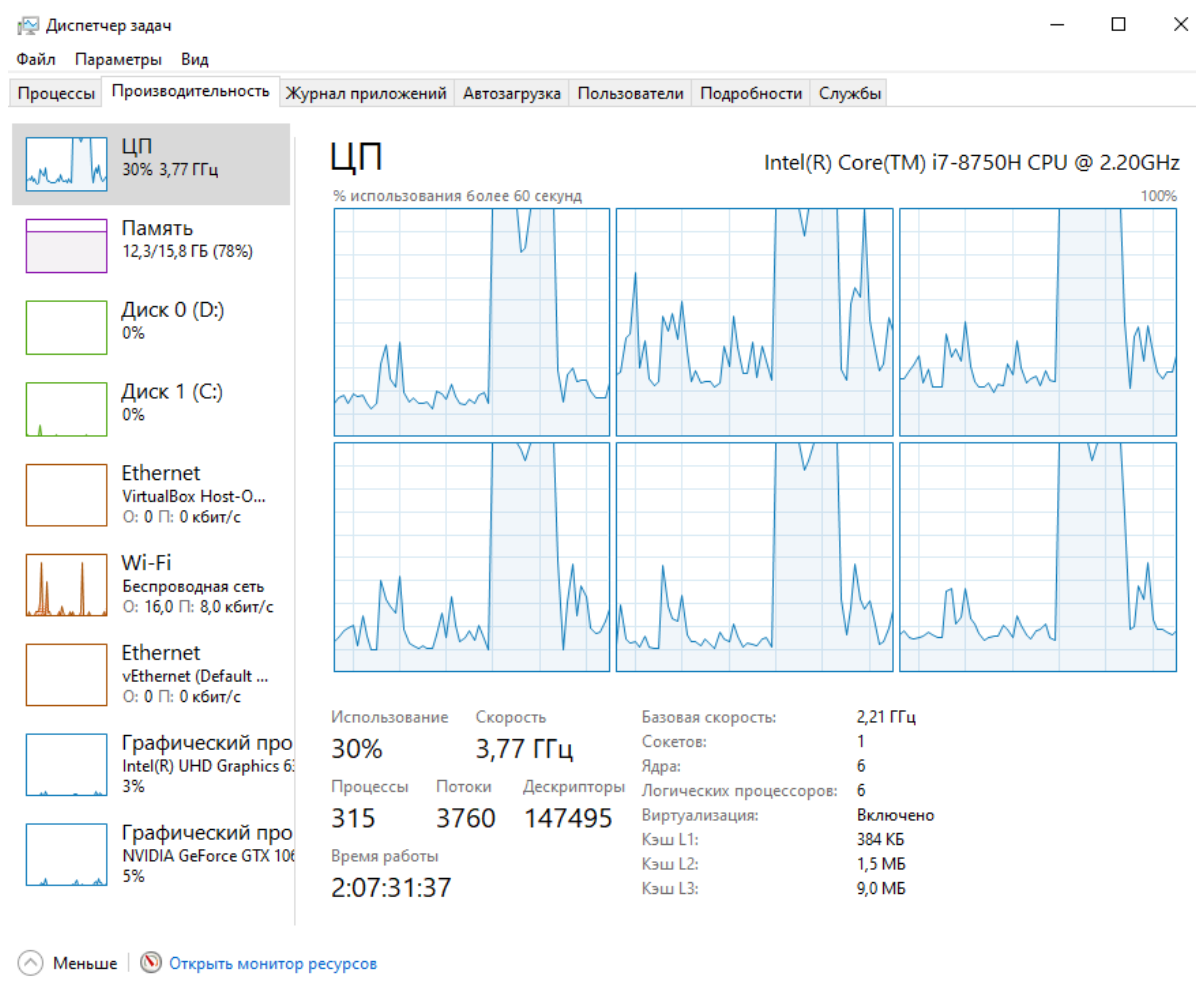 Диспетчер задач
Файл Параметры Вид
Процессы Производительность Журнал приложений Автозагрузка Пользователи Подробности Службы
ЦП
30% 3,77 ГГц
Память
12,3/15,8 ГБ (78%)
Диск 0 (D:)
0%
Диск 1 (C:)
0%
Ethernet
VirtualBox Host-O...
О: 0 П: 0 кбит/с
Wi-Fi
Беспроводная сеть
О: 16,0 П: 8,0 кбит/с
Ethernet
vEthernet (Default ...
О: 0 П: 0 кбит/с
Графический про
Intel(R) UHD Graphics 63
3%
Графический про
NVIDIA GeForce GTX 106
5%
ЦП
Intel(R) Core(TM) i7-8750H CPU @ 2.20GHz
% использования более 60 секунд 100%
Использование Скорость
30% 3,77 ГГц
Процессы Потоки Дескрипторы
315 3760 147495
Время работы
2:07:31:37
Базовая скорость: 2,21 ГГц
Сокетов: 1
Ядра: 6
Логических процессоров: 6
Виртуализация: Включено
Кэш L1: 384 КБ
Кэш L2: 1,5 МБ
Кэш L3: 9,0 МБ
Меньше Открыть монитор ресурсов